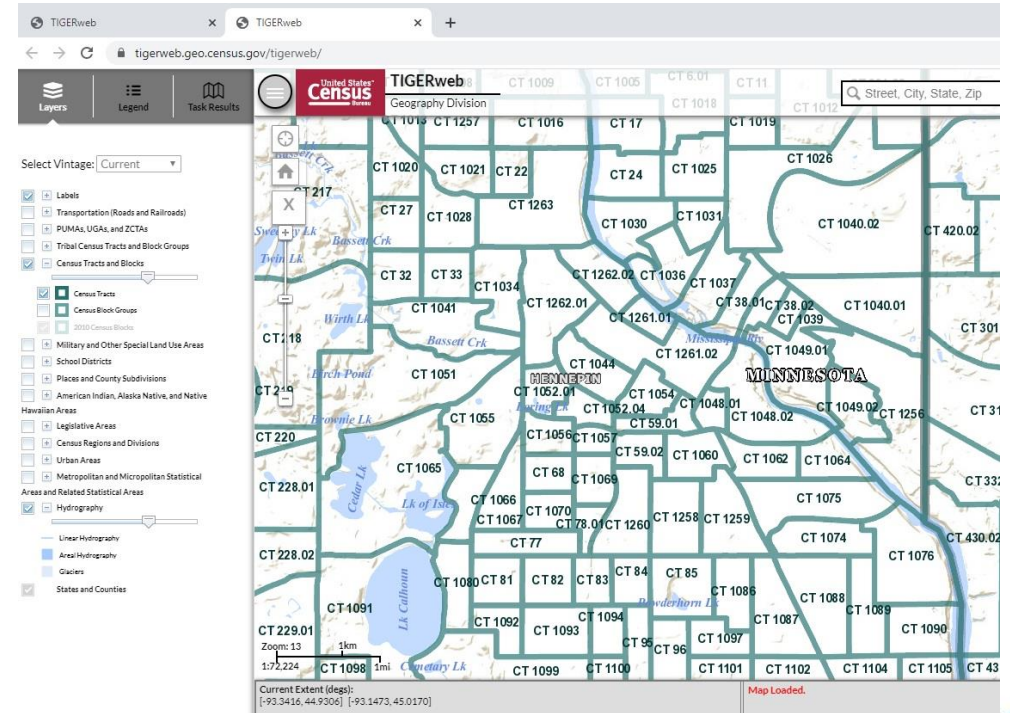 TIGERweb
TIGERweb
tigerweb.geo.census.gov/tigerweb/
Layers
Legend
Task Results
United States®
Census
Bureau
TIGERweb
Geography Division
Street, City, State, Zip
Select Vintage: Current
Labels
Transportation (Roads and Railroads)
PUMAs, UGAs, and ZCTAs
Tribal Census Tracts and Block Groups
Census Tracts and Blocks
Census Tracts
Census Block Groups
2010 Census Blocks
Military and Other Special Land Use Areas
School Districts
Places and County Subdivisions
American Indian, Alaska Native, and Native
Hawaiian Areas
Legislative Areas
Census Regions and Divisions
Urban Areas
Metropolitan and Micropolitan Statistical
Areas and Related Statistical Areas
Hydrography
Linear Hydrography
Areal Hydrography
Glaciers
States and Counties
CT 1009 CT 1005 CT 6.01 CT 11
CT 1018 CT 1012
CT 1013 CT 1257 CT 1016 CT 17 CT 1019
Bassett Crk
CT 1020 CT 1021 CT 22 CT 24 CT 1025 CT 1026
CT 217
CT 27 CT 1028 CT 1263 CT 1030 CT 1031 CT 1040.02 CT 420.02
Bassett Crk
Twin Lk
CT 32 CT 33 CT 1034 CT 1262.02 CT 1036 CT 1037
CT 1041 CT 1262.01 CT 1261.01 CT 38.01 CT 38.02 CT 1039 CT 1040.01
Wirth Lk
CT 301
Bassett Crk
Mississippi Riv
CT 1261.02 CT 1049.01
Birch Pond
CT 1051 CT 1044
HENNEPIN
MINNESOTA
CT 1052.01 CT 1054
Loring Lk
CT 1052.04 CT 1048.01 CT 1048.02 CT 1049.02 CT 1256 CT 31
Brownie Lk
CT 1055 CT 59.01
CT 220 CT 1056 CT 1057
CT 59.02 CT 1060 CT 1062 CT 1064
CT 1065 CT 68 CT 1069
CT 228.01
Cedar Lk
Lk of Isles
CT 332
CT 1066 CT 1075
CT 1067 CT 1070 CT 78.01 CT 1260 CT 1258 CT 1259
CT 77 CT 1074 CT 430.02
CT 228.02 CT 1076
CT 1080 CT 81 CT 82 CT 83 CT 84 CT 85 CT 1086
Lk Calhoun
Powderhorn Lk
CT 1091 CT 1088 CT 1089
CT 1092 CT 1093 CT 1094 CT 1087 CT 1090
CT 229.01
CT 95 CT 96 CT 1097
Zoom: 13
1km
1:72,224
1mi
CT 1098
Cemetary Lk
CT 1099 CT 1100 CT 1101 CT 1102 CT 1104 CT 1105 CT 43
Current Extent (degs):
[-93.3416, 44.9306] [-93.1473, 45.0170]
Map Loaded.